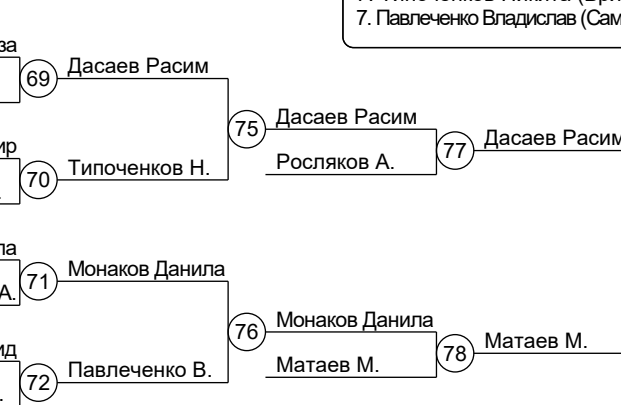 7. Павлеченко Владислав (Сам
69
Дасаев Расим
75
Дасаев Расим
77
Дасаев Расим
70
Типоченков Н.
Росляков А.
71
Монаков Данила
А.
76
Монаков Данила
78
Матаев М.
72
Павлеченко В.
Матаев М.